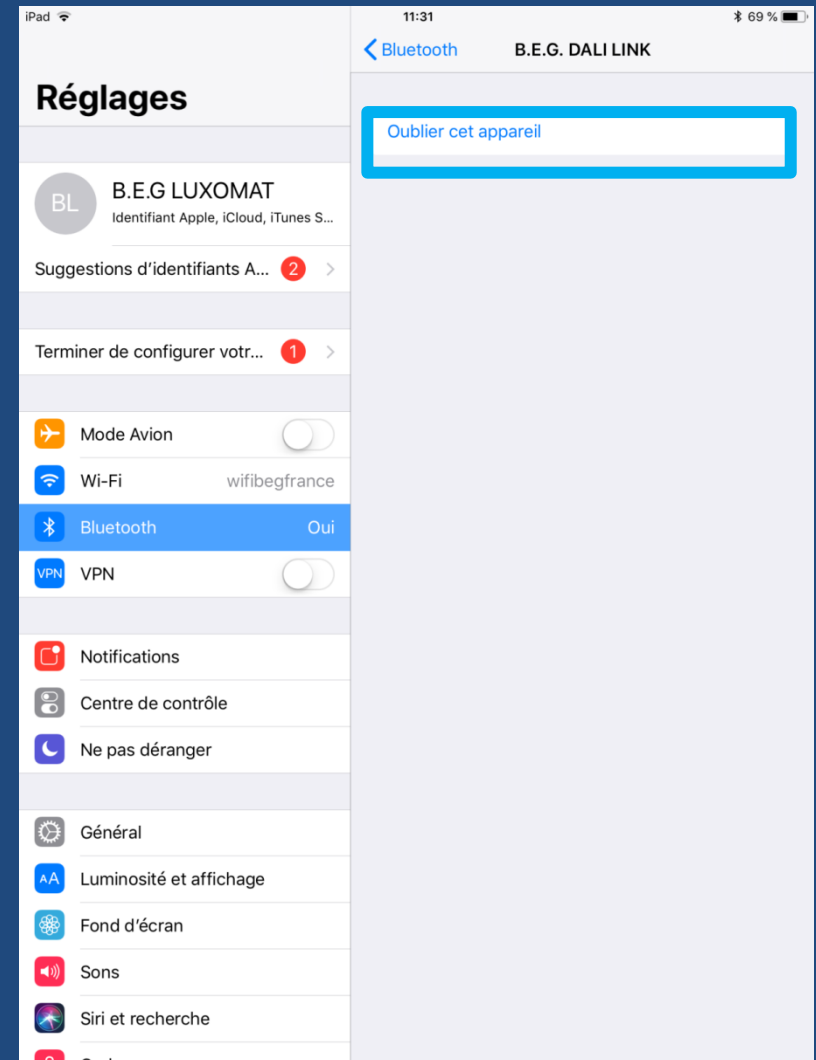 iPad
11:31
69 %
Bluetooth
B.E.G. DALI LINK
Réglages
Oublier cet appareil
BL
B.E.G LUXOMAT
Identifiant Apple, iCloud, iTunes S...
Suggestions d'identifiants A...
2
Terminer de configurer votr...
1
Mode Avion
Wi-Fi
wifibegfrance
Bluetooth
Oui
VPN
VPN
Notifications
Centre de contrôle
Ne pas déranger
Général
AA
Luminosité et affichage
Fond d'écran
Sons
Siri et recherche